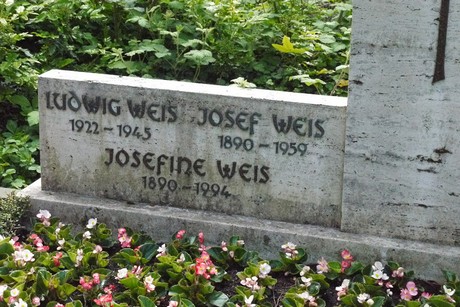 LUDWIG WEIS JOSEF WEIS
1922 - 1945 1890 - 1959
JOSEFINE WEIS
1890 - 1994